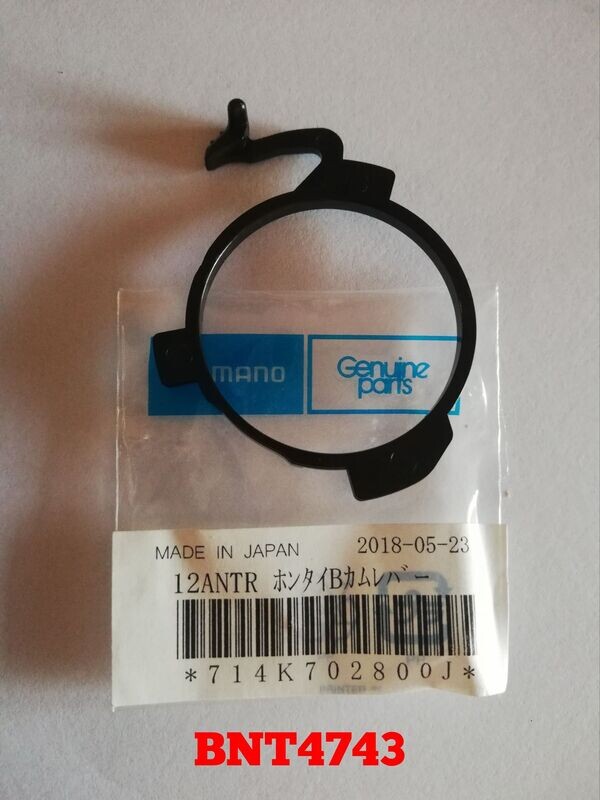 MANO
Genuine
parts
MADE IN JAPAN 2018-05-23
12ANTR ホンタイBカムレバー
*714K702800J*
BNT4743